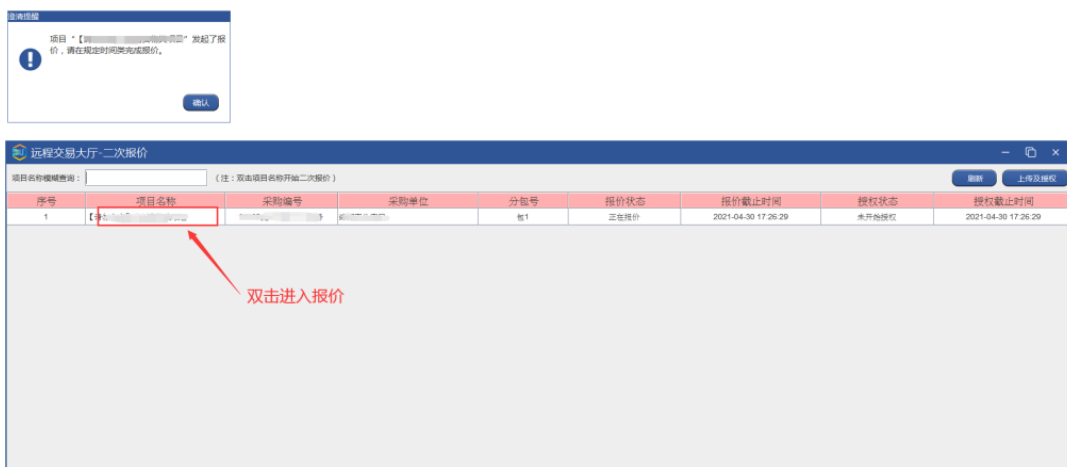 澄清提醒
项目 "【 " 发起了报
价，请在规定时间类完成报价。
确认
远程交易大厅-二次报价
项目名称模糊查询： （注：双击项目名称开始二次报价） 刷新 上传及授权
序号 项目名称 采购编号 采购单位 分包号 报价状态 报价截止时间 授权状态 授权截止时间
1 包1 正在报价 2021-04-30 17:26:29 未开始授权 2021-04-30 17:26:29
双击进入报价